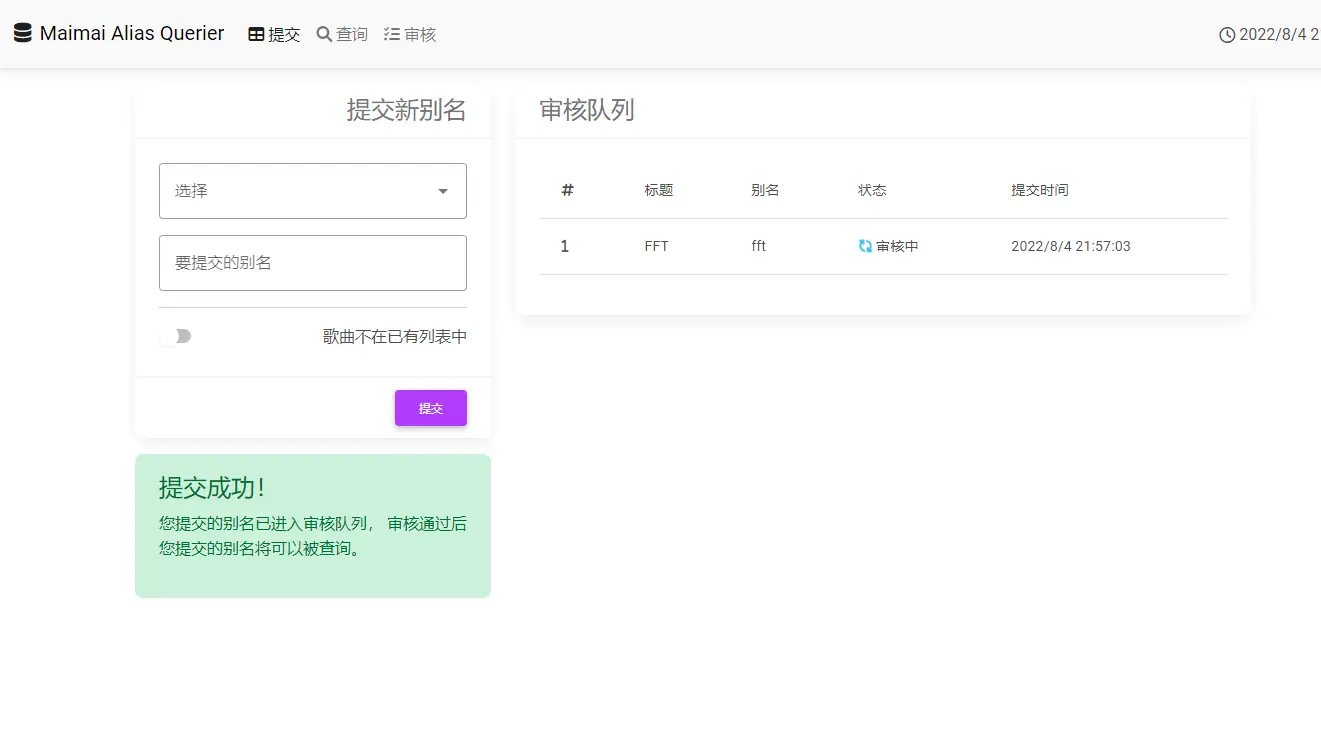 Maimai Alias Querier 提交 查询 审核 2022/8/4 2
提交新别名
选择
要提交的别名
歌曲不在已有列表中
提交
提交成功！
您提交的别名已进入审核队列， 审核通过后
您提交的别名将可以被查询。
审核队列
# 标题 别名 状态 提交时间
1 FFT fft 审核中 2022/8/4 21:57:03